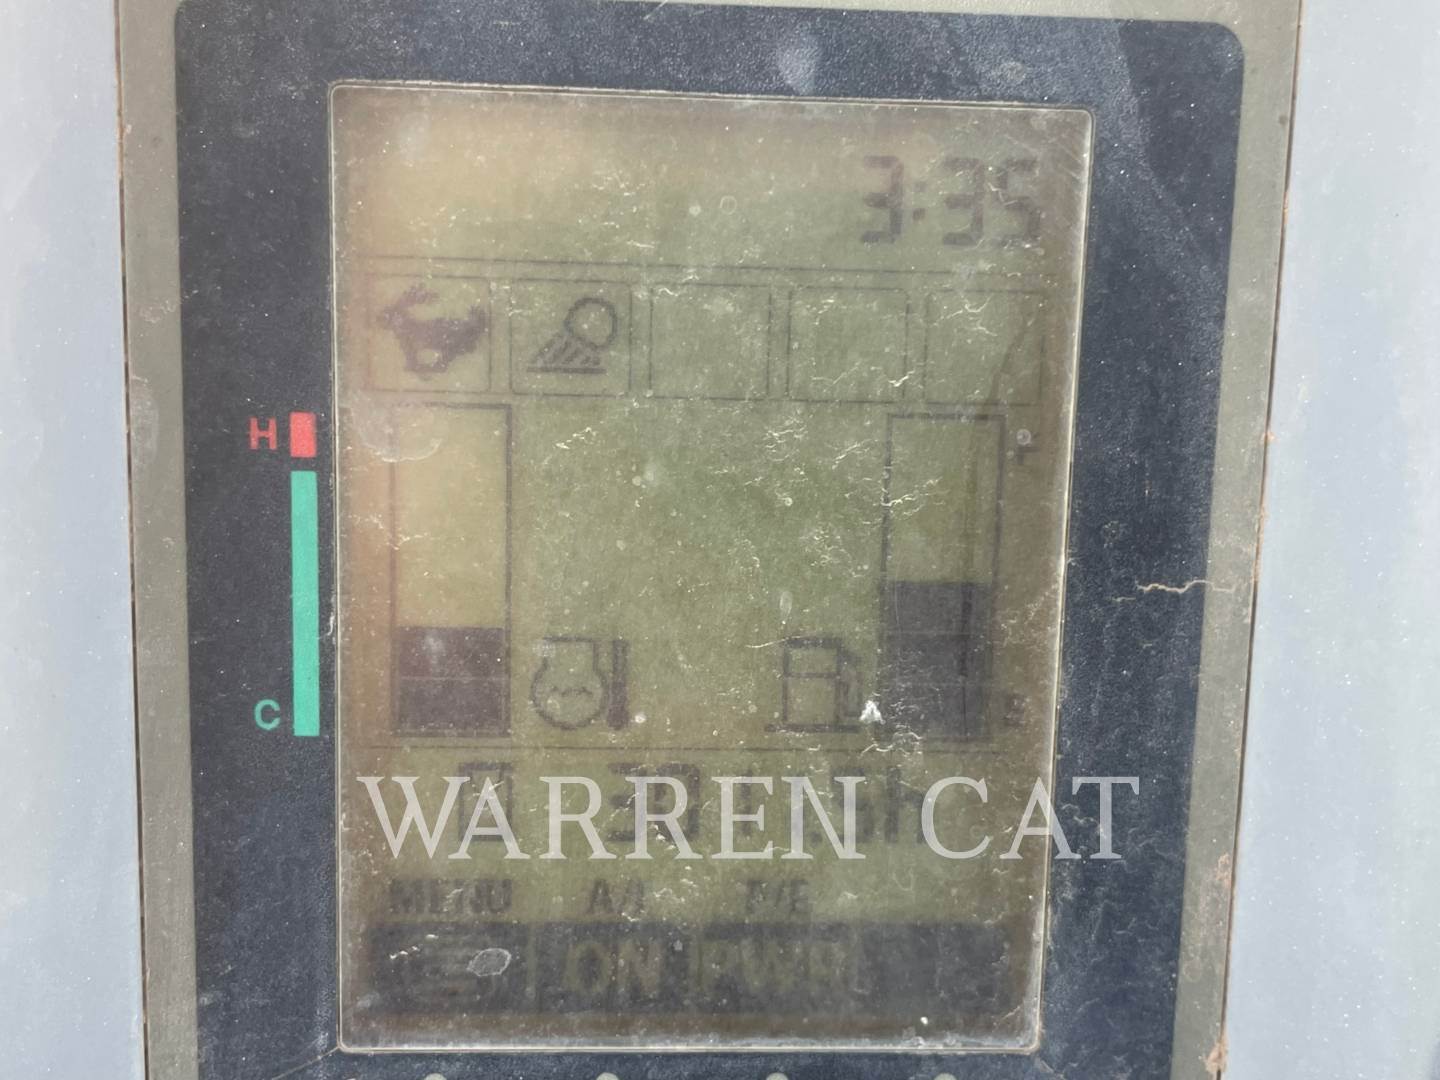 3:35
H
F
C
E
WARREN CAT
MENU A/I P/E
ON PWR